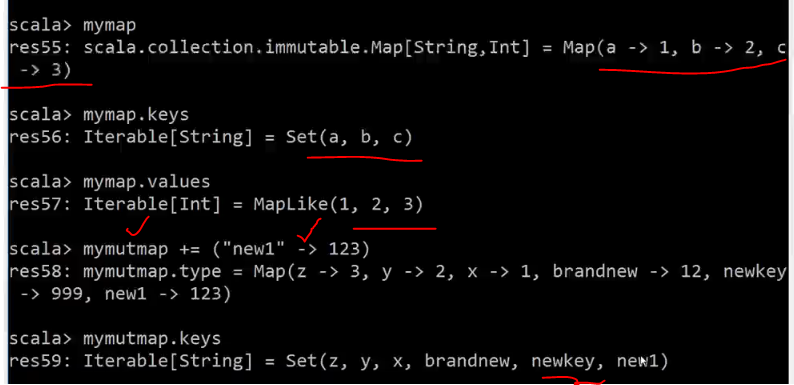 scala> mymap
res55: scala.collection.immutable.Map[String,Int] = Map(a -> 1, b -> 2, c
-> 3)
scala> mymap.keys
res56: Iterable[String] = Set(a, b, c)
scala> mymap.values
res57: Iterable[Int] = MapLike(1, 2, 3)
scala> mymutmap += ("new1" -> 123)
res58: mymutmap.type = Map(z -> 3, y -> 2, x -> 1, brandnew -> 12, newkey
-> 999, new1 -> 123)
scala> mymutmap.keys
res59: Iterable[String] = Set(z, y, x, brandnew, newkey, new1)